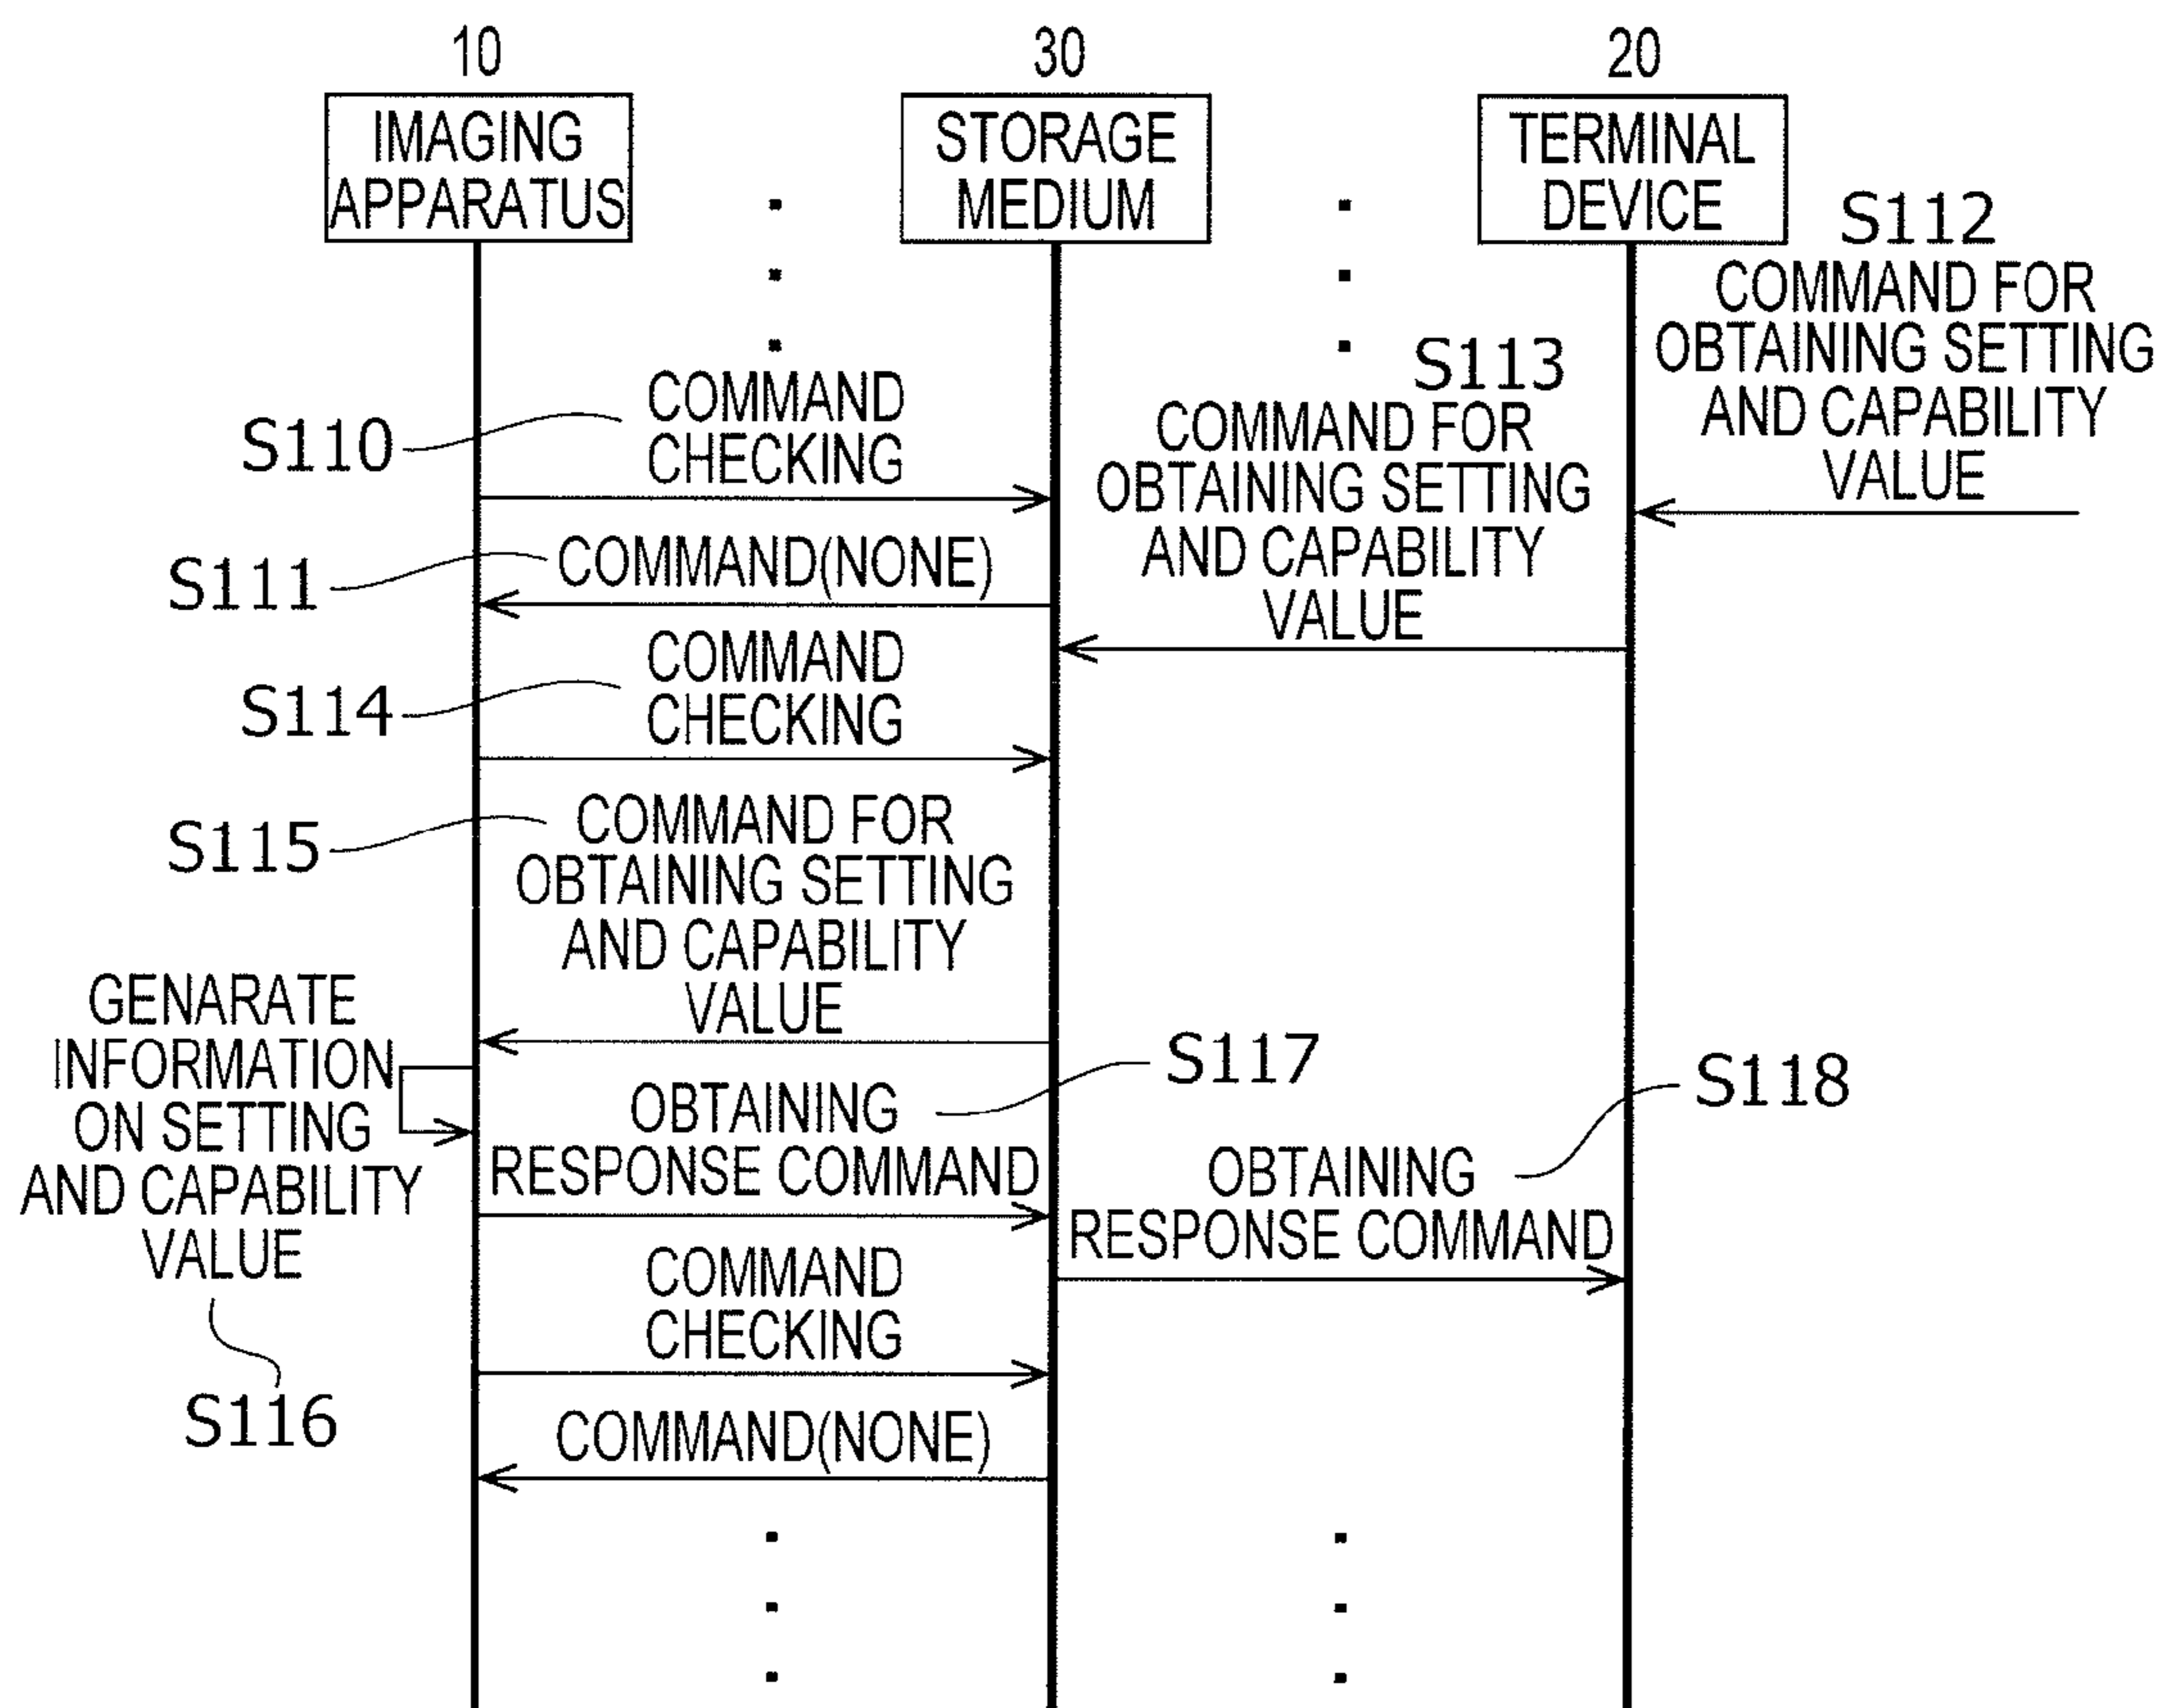 10
30
20
IMAGING
APPARATUS
STORAGE
MEDIUM
TERMINAL
DEVICE
S112
COMMAND FOR
OBTAINING SETTING
AND CAPABILITY
VALUE
S110
COMMAND
CHECKING
S113
COMMAND FOR
OBTAINING SETTING
AND CAPABILITY
VALUE
S111
COMMAND(NONE)
S114
COMMAND
CHECKING
S115
COMMAND FOR
OBTAINING SETTING
AND CAPABILITY
VALUE
GENARATE
INFORMATION
ON SETTING
AND CAPABILITY
VALUE
S116
S117
OBTAINING
RESPONSE COMMAND
S118
OBTAINING
RESPONSE COMMAND
COMMAND
CHECKING
COMMAND(NONE)